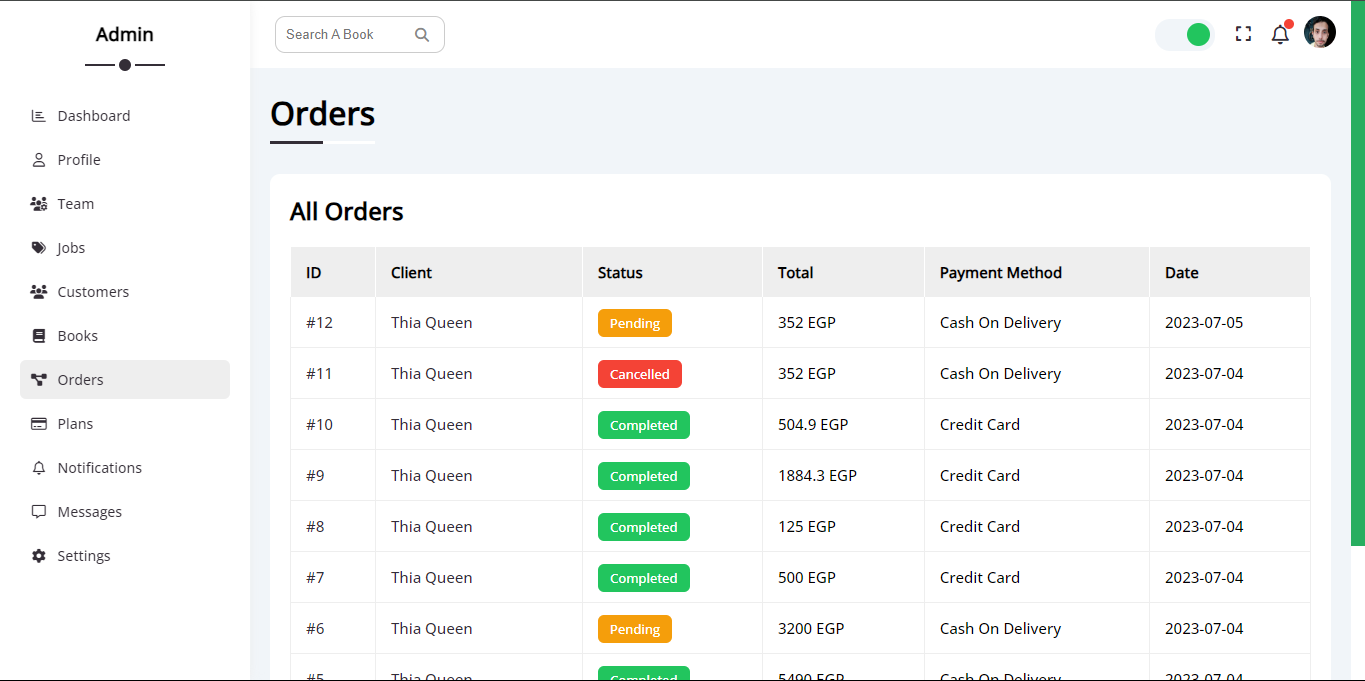 Admin
Search A Book
Dashboard
Profile
Team
Jobs
Customers
Books
Orders
Plans
Notifications
Messages
Settings
Orders
All Orders
ID Client Status Total Payment Method Date
#12 Thia Queen Pending 352 EGP Cash On Delivery 2023-07-05
#11 Thia Queen Cancelled 352 EGP Cash On Delivery 2023-07-04
#10 Thia Queen Completed 504.9 EGP Credit Card 2023-07-04
#9 Thia Queen Completed 1884.3 EGP Credit Card 2023-07-04
#8 Thia Queen Completed 125 EGP Credit Card 2023-07-04
#7 Thia Queen Completed 500 EGP Credit Card 2023-07-04
#6 Thia Queen Pending 3200 EGP Cash On Delivery 2023-07-04
#5 Thia Queen Completed 5490 EGP Cash On Delivery 2023-07-04